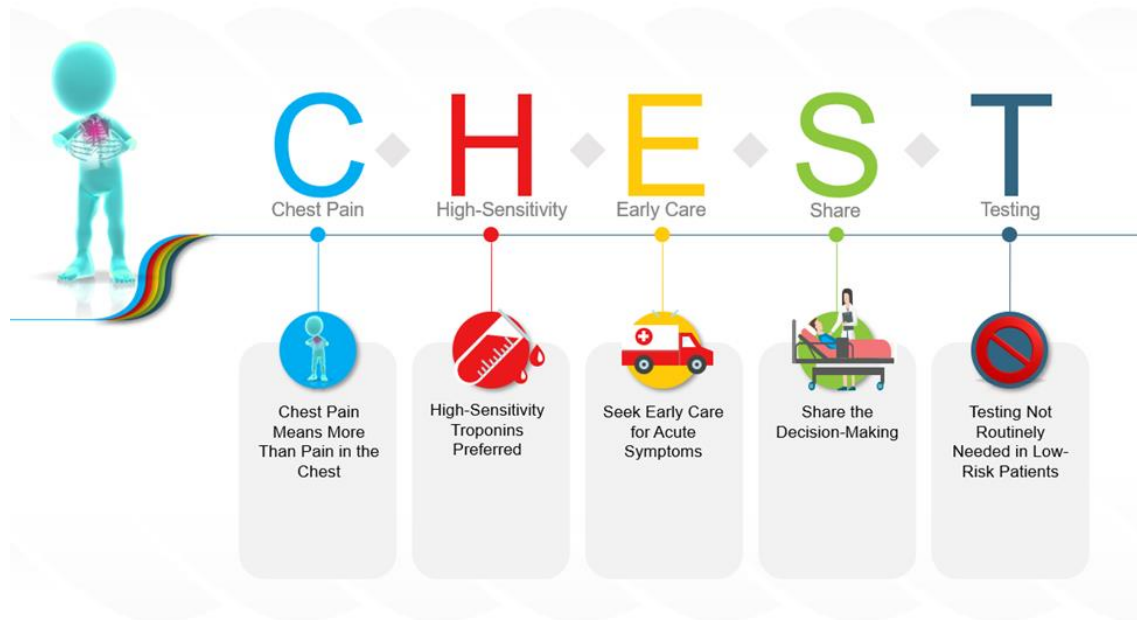 C H E S T
Chest Pain
High-Sensitivity
Early Care
Share
Testing
Chest Pain
Means More
Than Pain in the
Chest
High-Sensitivity
Troponins
Preferred
Seek Early Care
for Acute
Symptoms
Share the
Decision-Making
Testing Not
Routinely
Needed in Low-
Risk Patients